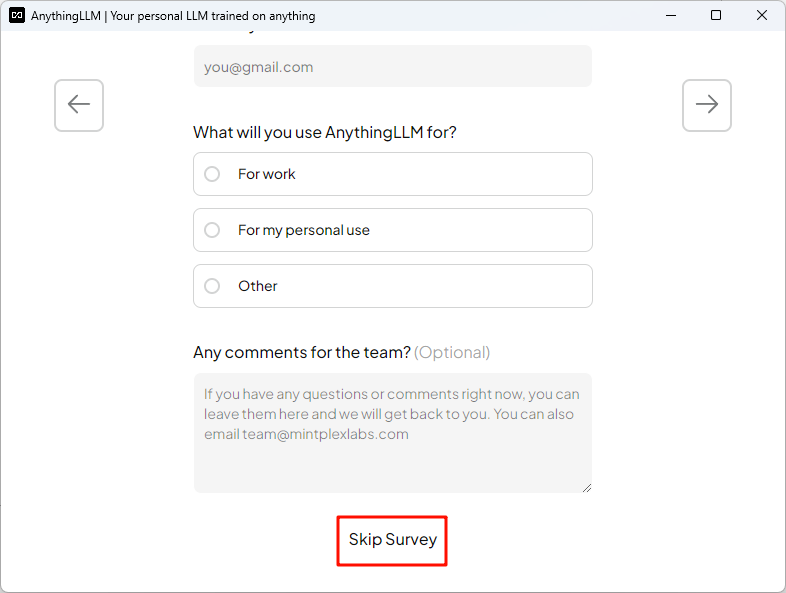 AnythingLLM | Your personal LLM trained on anything
you@gmail.com
What will you use AnythingLLM for?
For work
For my personal use
Other
Any comments for the team? (Optional)
If you have any questions or comments right now, you can
leave them here and we will get back to you. You can also
email team@mintplexlabs.com
Skip Survey